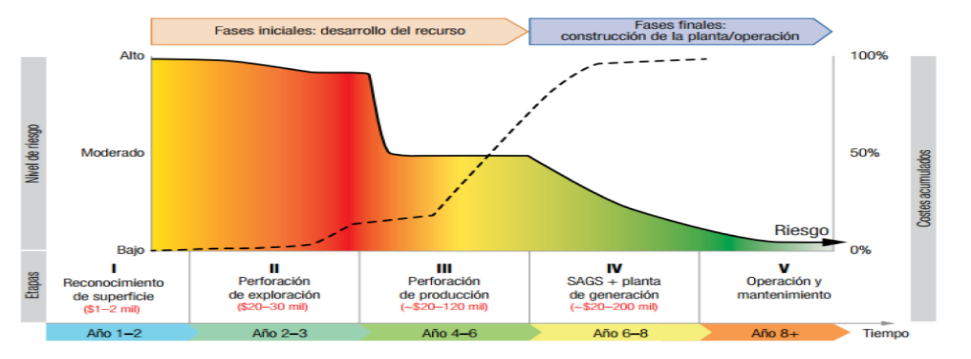 Fases iniciales: desarrollo del recurso
Fases finales:
construcción de la planta/operación
Alto
100%
Nivel de riesgo
Moderado
50%
Costes acumulados
Riesgo
Bajo
0%
Etapas
I
Reconocimiento
de superficie
($1–2 mil)
II
Perforación
de exploración
($20–30 mil)
III
Perforación
de producción
(~$20–120 mil)
IV
SAGS + planta
de generación
(~$20–200 mil)
V
Operación y
mantenimiento
Año 1–2
Año 2–3
Año 4–6
Año 6–8
Año 8+
Tiempo